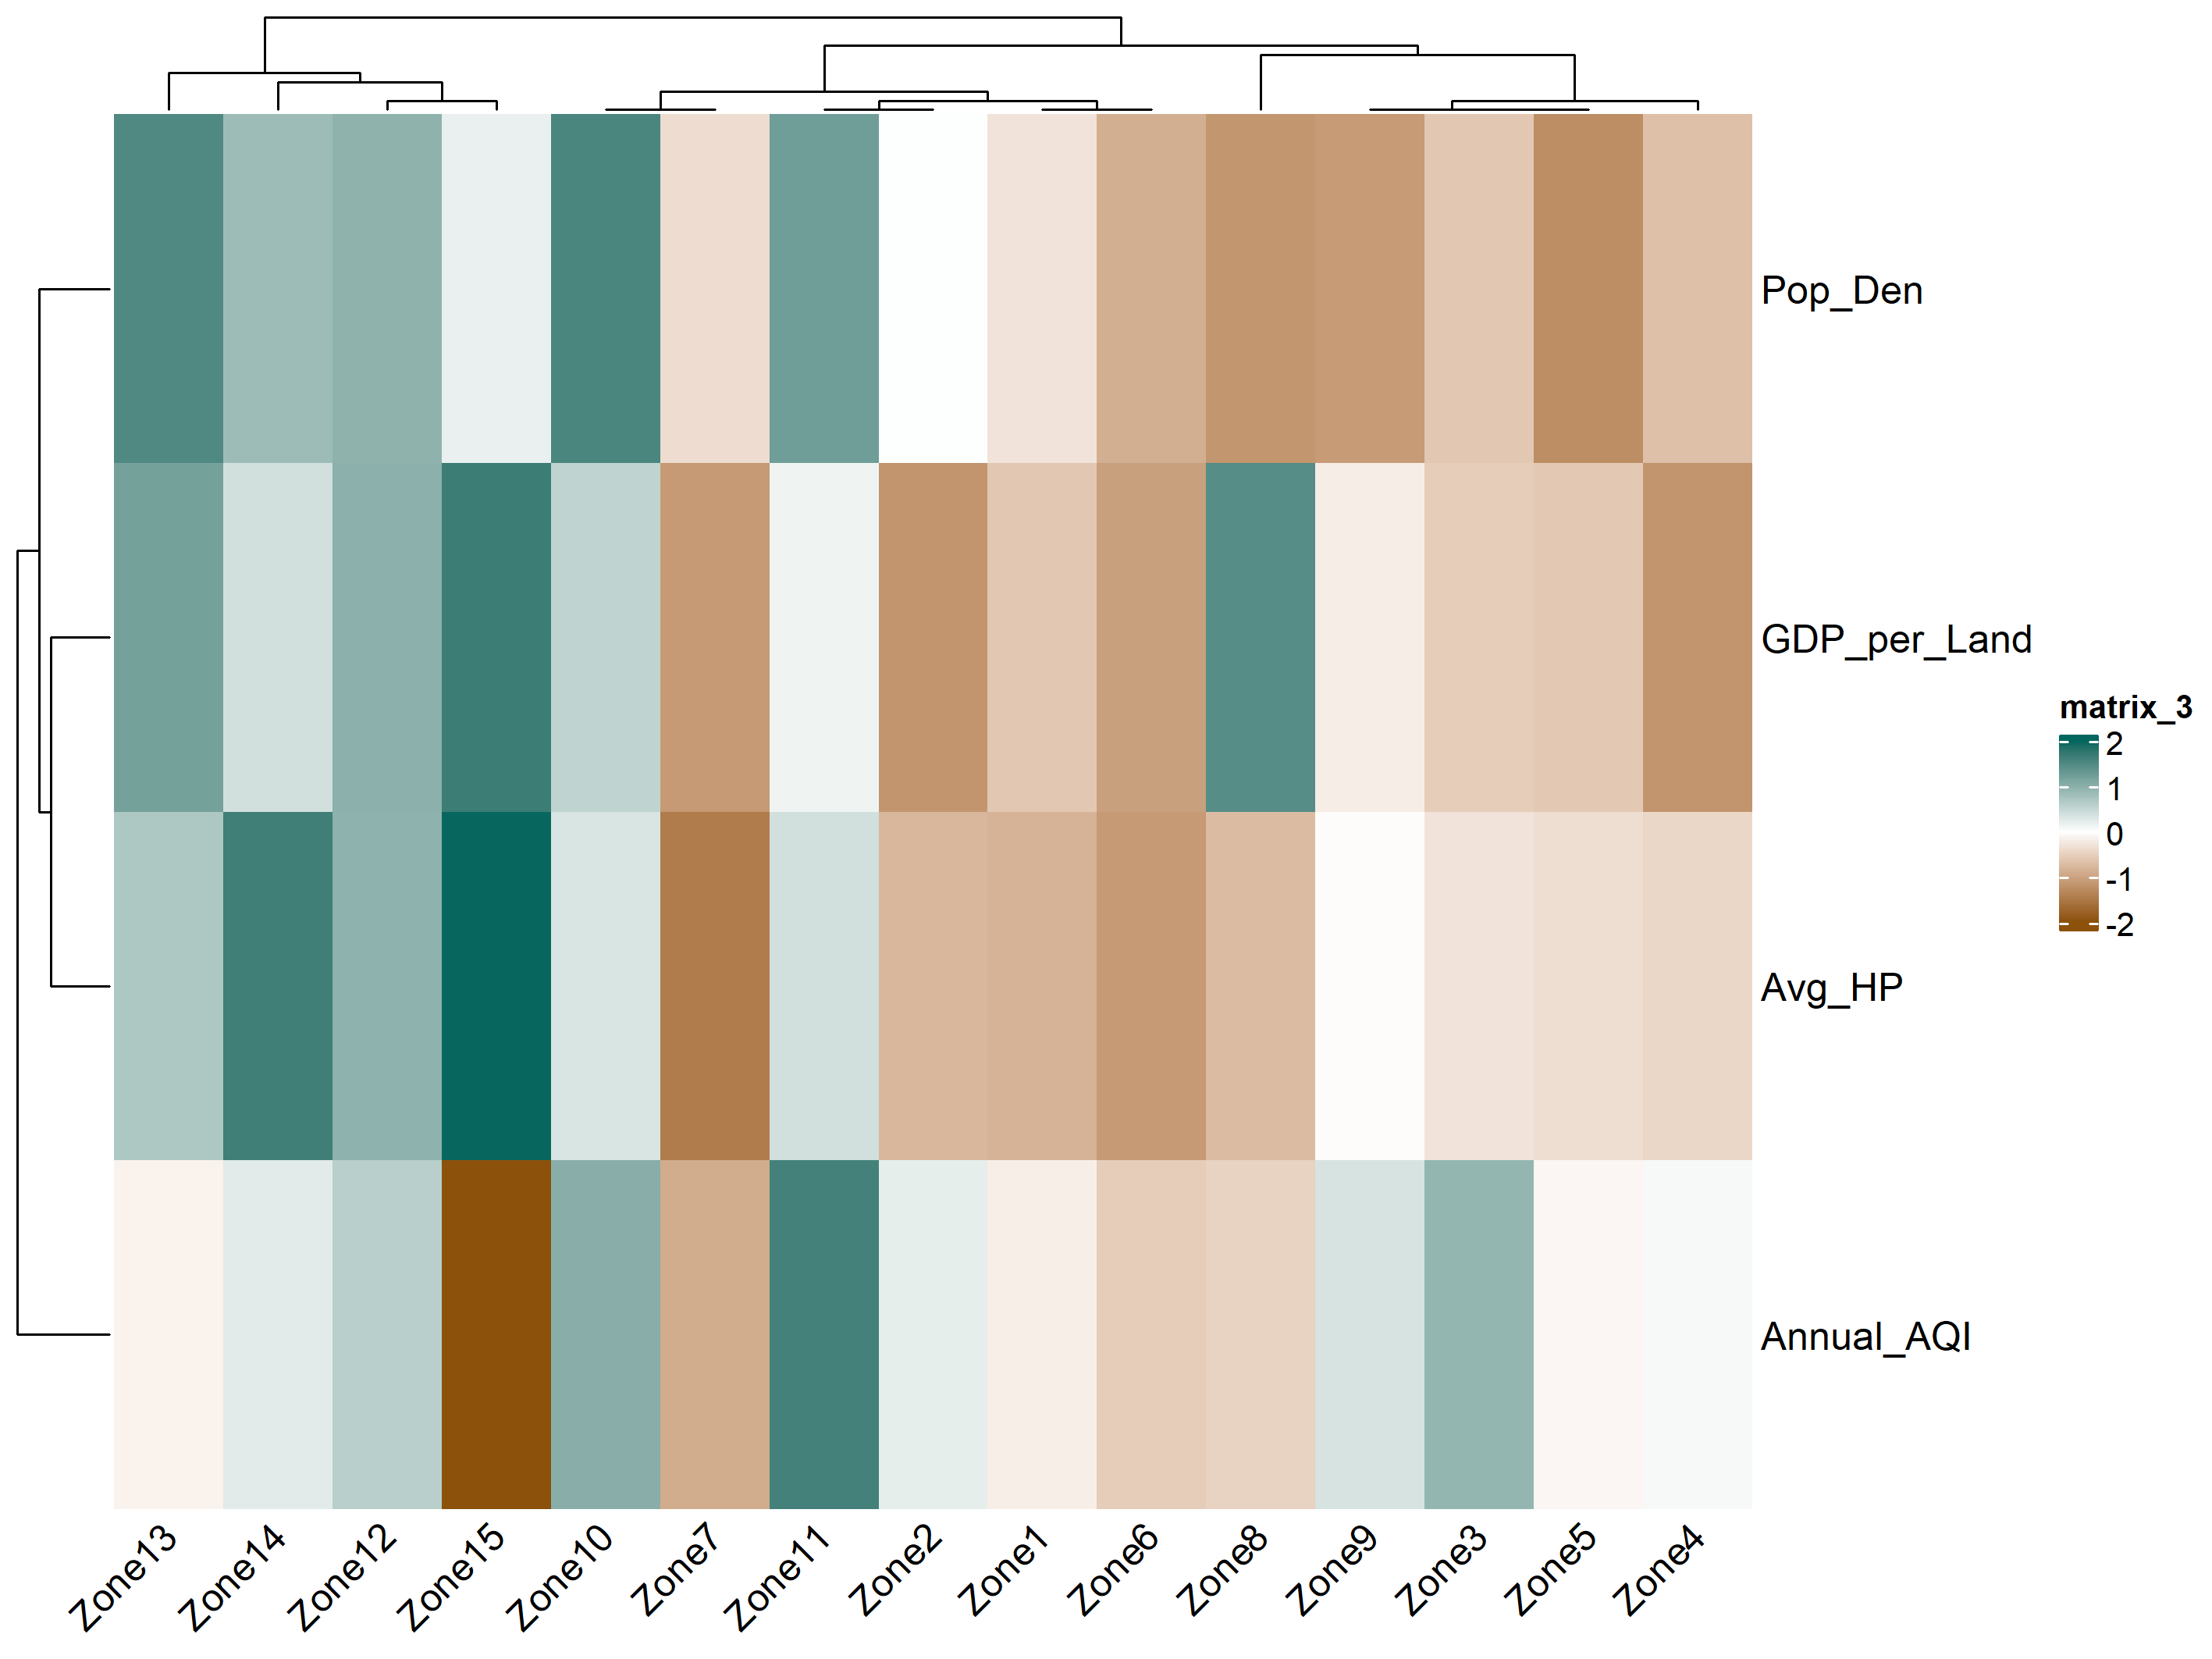 Pop_Den
GDP_per_Land
Avg_HP
Annual_AQI
matrix_3
2
1
0
-1
-2
Zone13
Zone14
Zone12
Zone15
Zone10
Zone7
Zone11
Zone2
Zone1
Zone6
Zone8
Zone9
Zone3
Zone5
Zone4